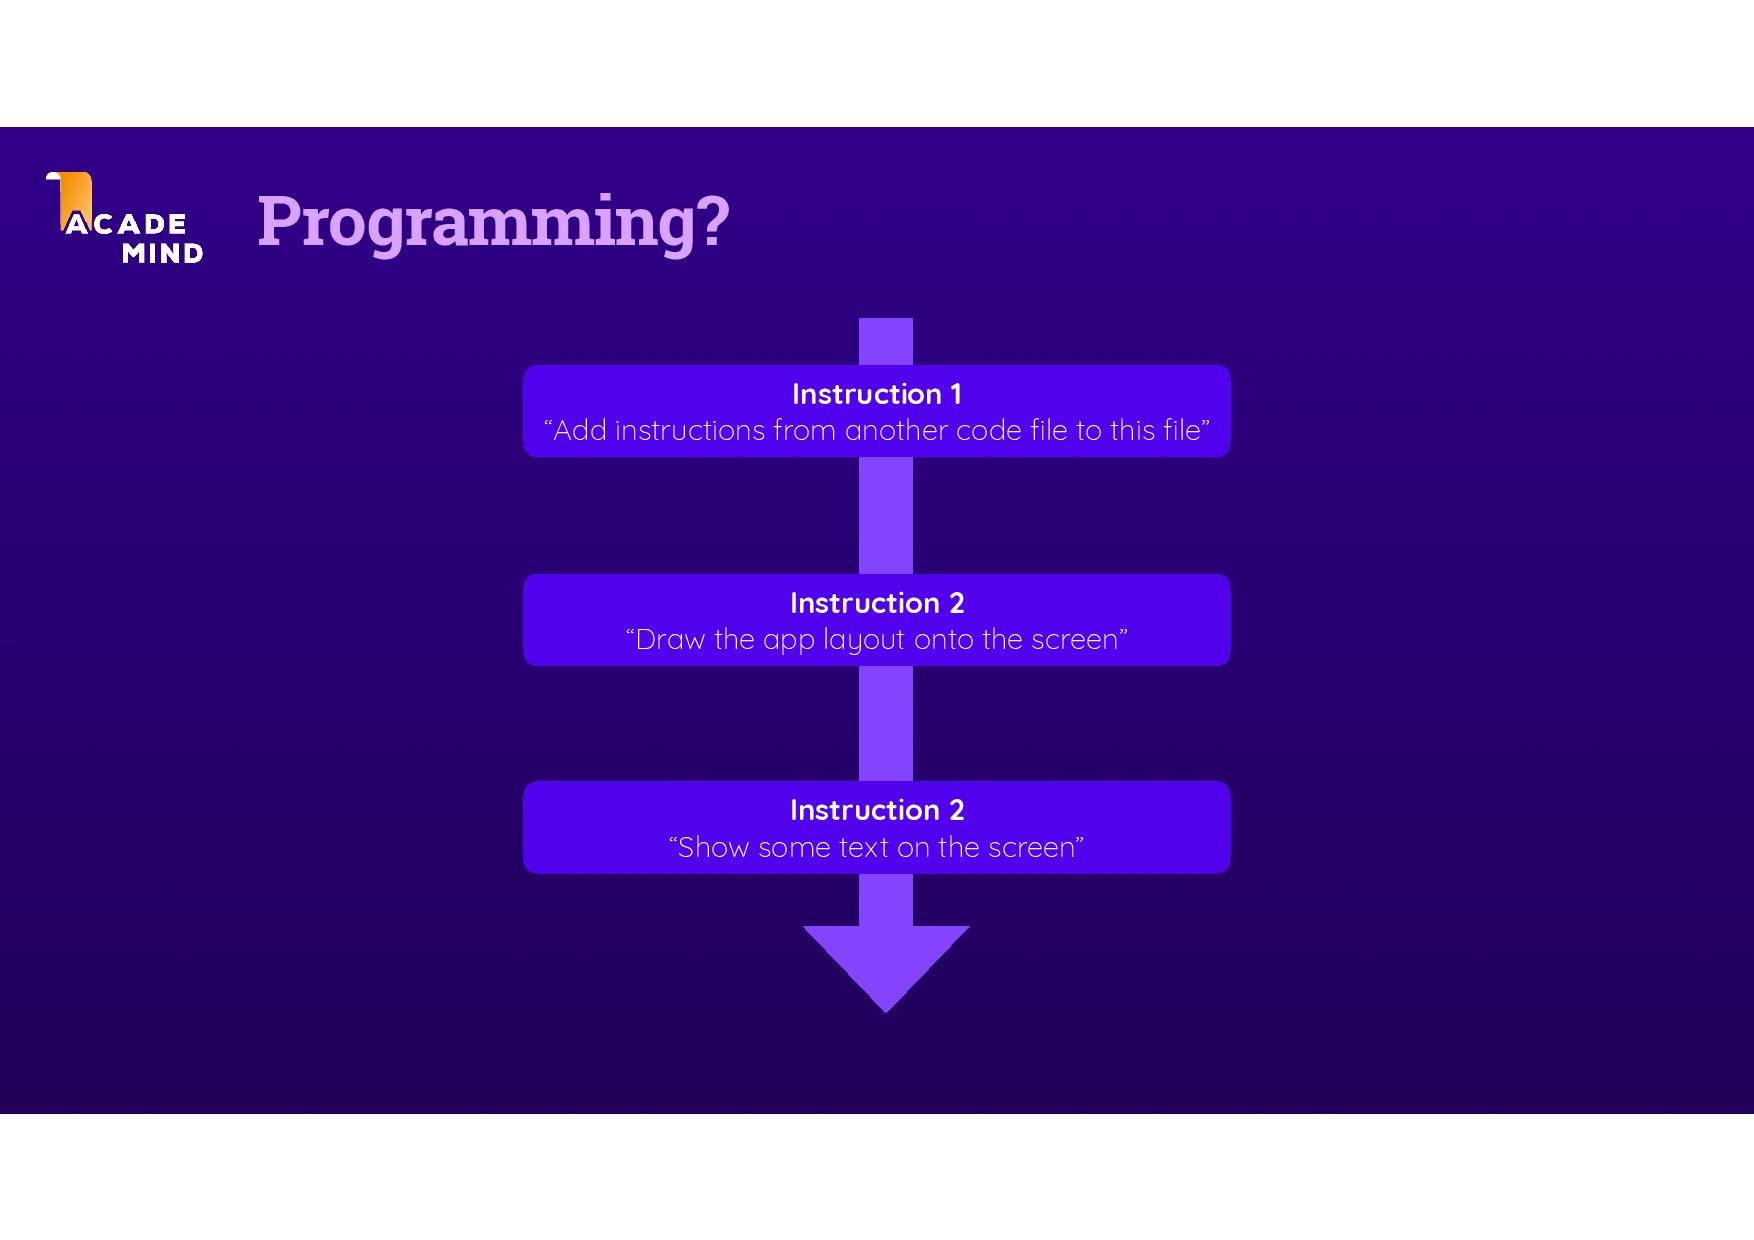 ACADE
MIND
Programming?
Instruction 1
“Add instructions from another code file to this file”
Instruction 2
“Draw the app layout onto the screen”
Instruction 2
“Show some text on the screen”